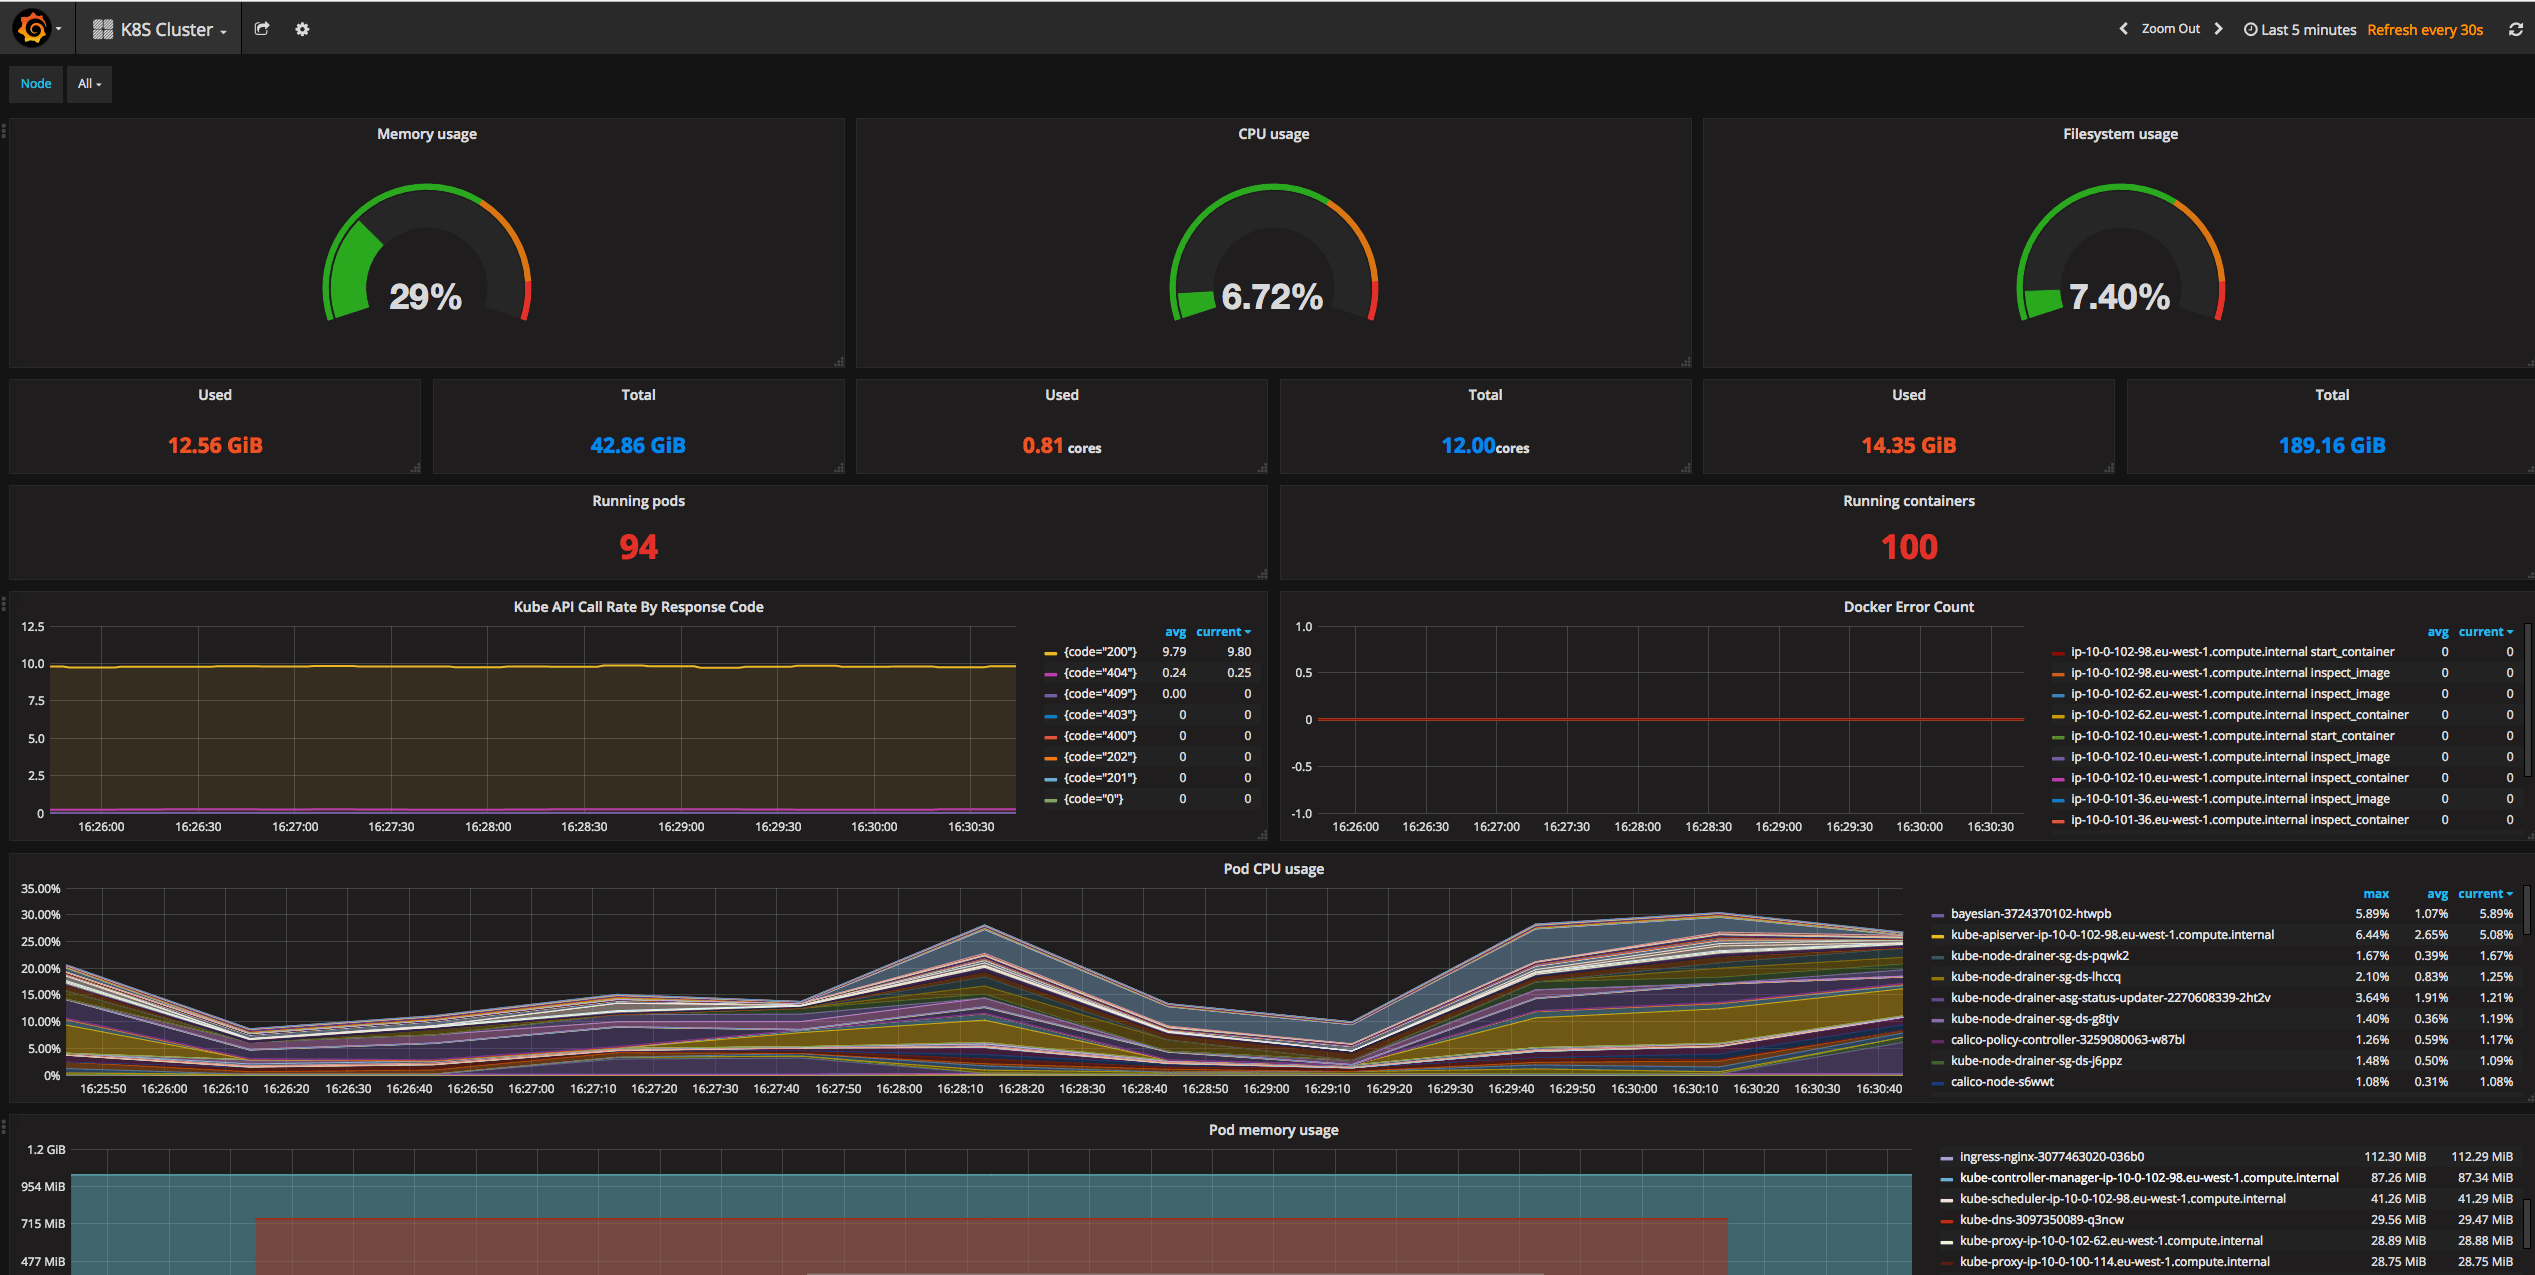 K8S Cluster
Zoom Out
Last 5 minutes
Refresh every 30s
Node
All
Memory usage
CPU usage
Filesystem usage
29%
6.72%
7.40%
Used
Total
Used
Total
Used
Total
12.56 GiB
42.86 GiB
0.81 cores
12.00cores
14.35 GiB
189.16 GiB
Running pods
Running containers
94
100
Kube API Call Rate By Response Code
12.5
10.0
7.5
5.0
2.5
0
16:26:00 16:26:30 16:27:00 16:27:30 16:28:00 16:28:30 16:29:00 16:29:30 16:30:00 16:30:30
avg current
{code="200"} 9.79 9.80
{code="404"} 0.24 0.25
{code="409"} 0.00 0
{code="403"} 0 0
{code="400"} 0 0
{code="202"} 0 0
{code="201"} 0 0
{code="0"} 0 0
Docker Error Count
1.0
0.5
0
-0.5
-1.0
16:26:00 16:26:30 16:27:00 16:27:30 16:28:00 16:28:30 16:29:00 16:29:30 16:30:00 16:30:30
avg current
ip-10-0-102-98.eu-west-1.compute.internal start_container 0 0
ip-10-0-102-98.eu-west-1.compute.internal inspect_image 0 0
ip-10-0-102-62.eu-west-1.compute.internal inspect_image 0 0
ip-10-0-102-62.eu-west-1.compute.internal inspect_container 0 0
ip-10-0-102-10.eu-west-1.compute.internal start_container 0 0
ip-10-0-102-10.eu-west-1.compute.internal inspect_image 0 0
ip-10-0-102-10.eu-west-1.compute.internal inspect_container 0 0
ip-10-0-101-36.eu-west-1.compute.internal inspect_image 0 0
ip-10-0-101-36.eu-west-1.compute.internal inspect_container 0 0
Pod CPU usage
35.00%
30.00%
25.00%
20.00%
15.00%
10.00%
5.00%
0%
16:25:50 16:26:00 16:26:10 16:26:20 16:26:30 16:26:40 16:26:50 16:27:00 16:27:10 16:27:20 16:27:30 16:27:40 16:27:50 16:28:00 16:28:10 16:28:20 16:28:30 16:28:40 16:28:50 16:29:00 16:29:10 16:29:20 16:29:30 16:29:40 16:29:50 16:30:00 16:30:10 16:30:20 16:30:30 16:30:40
max avg current
bayesian-3724370102-htwpb 5.89% 1.07% 5.89%
kube-apiserver-ip-10-0-102-98.eu-west-1.compute.internal 6.44% 2.65% 5.08%
kube-node-drainer-sg-ds-pqwk2 1.67% 0.39% 1.67%
kube-node-drainer-sg-ds-lhccq 2.10% 0.83% 1.25%
kube-node-drainer-asg-status-updater-2270608339-2ht2v 3.64% 1.91% 1.21%
kube-node-drainer-sg-ds-g8tjv 1.40% 0.36% 1.19%
calico-policy-controller-3259080063-w87bl 1.26% 0.59% 1.17%
kube-node-drainer-sg-ds-j6ppz 1.48% 0.50% 1.09%
calico-node-s6wwt 1.08% 0.31% 1.08%
Pod memory usage
1.2 GiB
954 MiB
715 MiB
477 MiB
ingress-nginx-3077463020-036b0 112.30 MiB 112.29 MiB
kube-controller-manager-ip-10-0-102-98.eu-west-1.compute.internal 87.26 MiB 87.34 MiB
kube-scheduler-ip-10-0-102-98.eu-west-1.compute.internal 41.26 MiB 41.29 MiB
kube-dns-3097350089-q3ncw 29.56 MiB 29.47 MiB
kube-proxy-ip-10-0-102-62.eu-west-1.compute.internal 28.89 MiB 28.88 MiB
kube-proxy-ip-10-0-100-114.eu-west-1.compute.internal 28.75 MiB 28.75 MiB